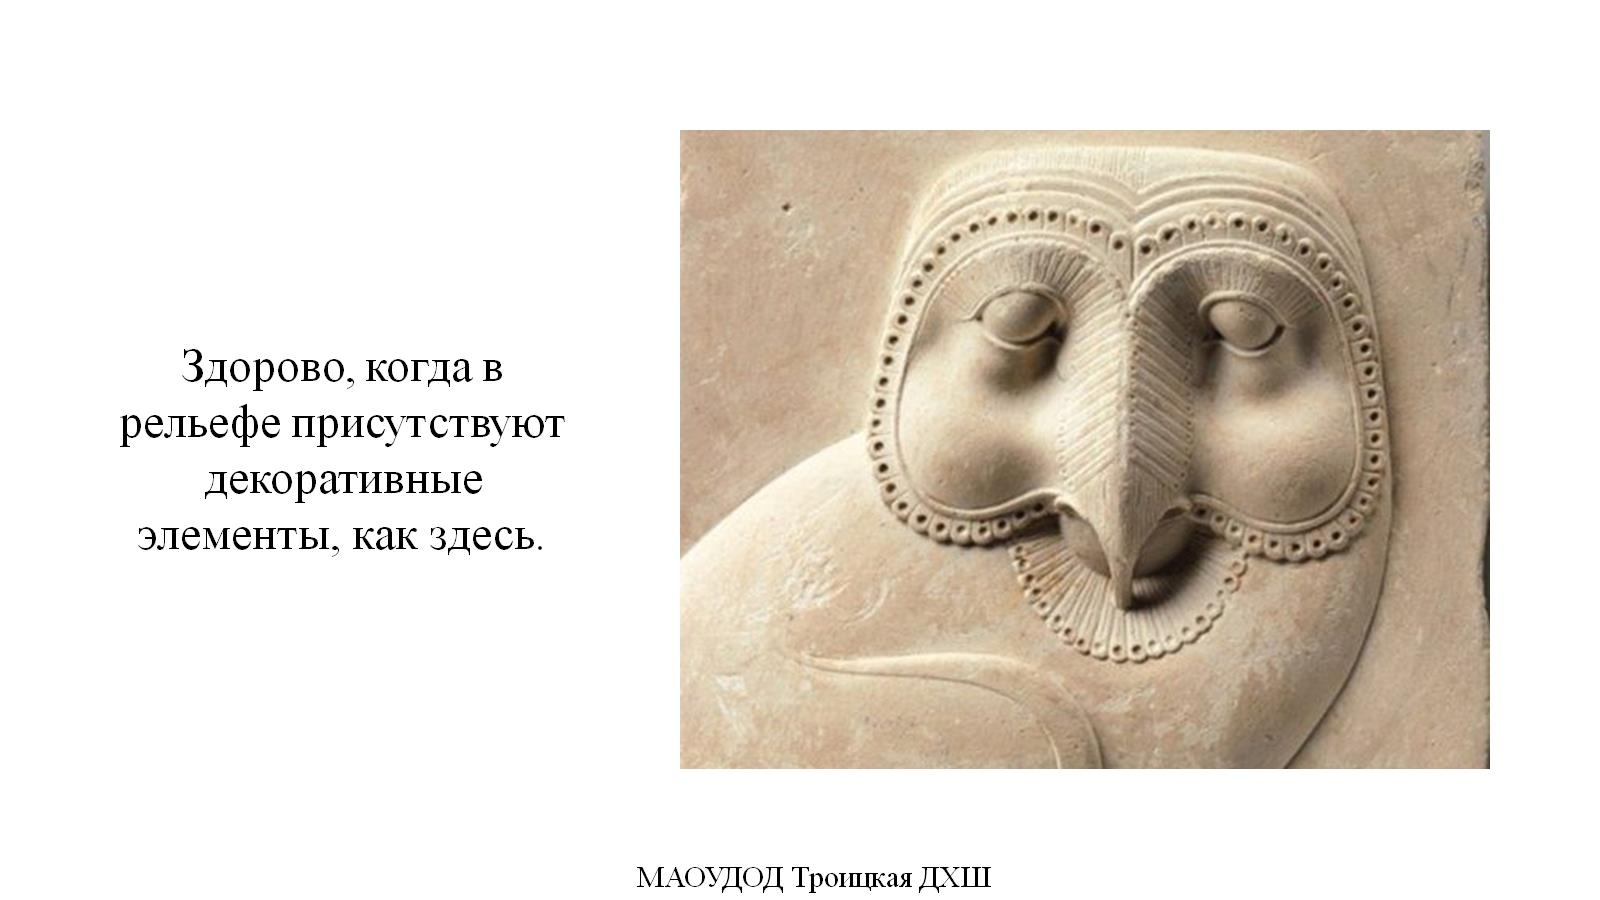 Здорово, когда в
рельефе присутствуют
декоративные
элементы, как здесь.
МАОУДОД Троицкая ДХШ